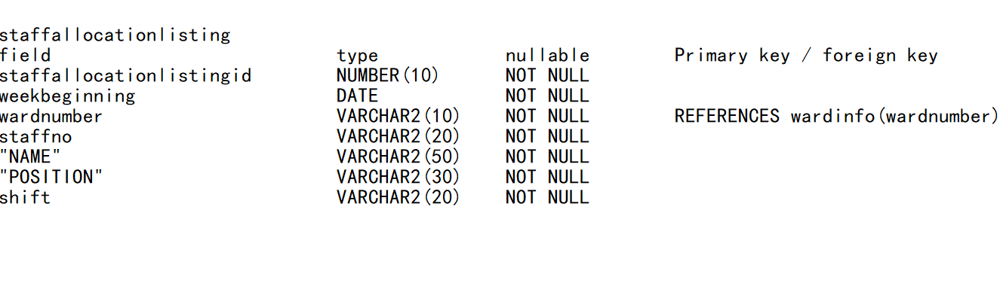 staffallocationlisting
field type nullable Primary key / foreign key
staffallocationlistingid NUMBER(10) NOT NULL
weekbeginning DATE NOT NULL
wardnumber VARCHAR2(10) NOT NULL REFERENCES wardinfo(wardnumber)
staffno VARCHAR2(20) NOT NULL
"NAME" VARCHAR2(50) NOT NULL
"POSITION" VARCHAR2(30) NOT NULL
shift VARCHAR2(20) NOT NULL